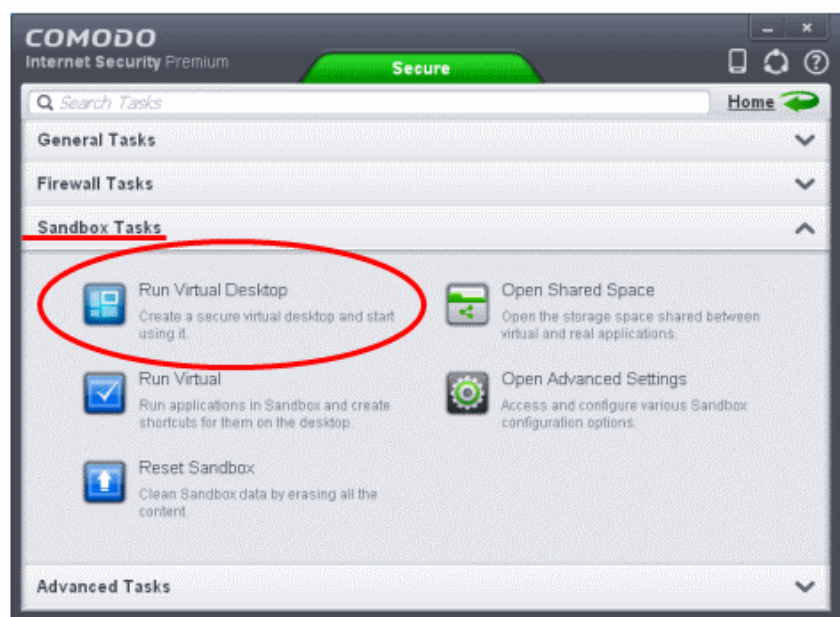 COMODO
Internet Security Premium
Secure
Search Tasks
Home
General Tasks
Firewall Tasks
Sandbox Tasks
Run Virtual Desktop
Create a secure virtual desktop and start
using it.
Open Shared Space
Open the storage space shared between
virtual and real applications.
Run Virtual
Run applications in Sandbox and create
shortcuts for them on the desktop.
Open Advanced Settings
Access and configure various Sandbox
configuration options.
Reset Sandbox
Clean Sandbox data by erasing all the
content.
Advanced Tasks